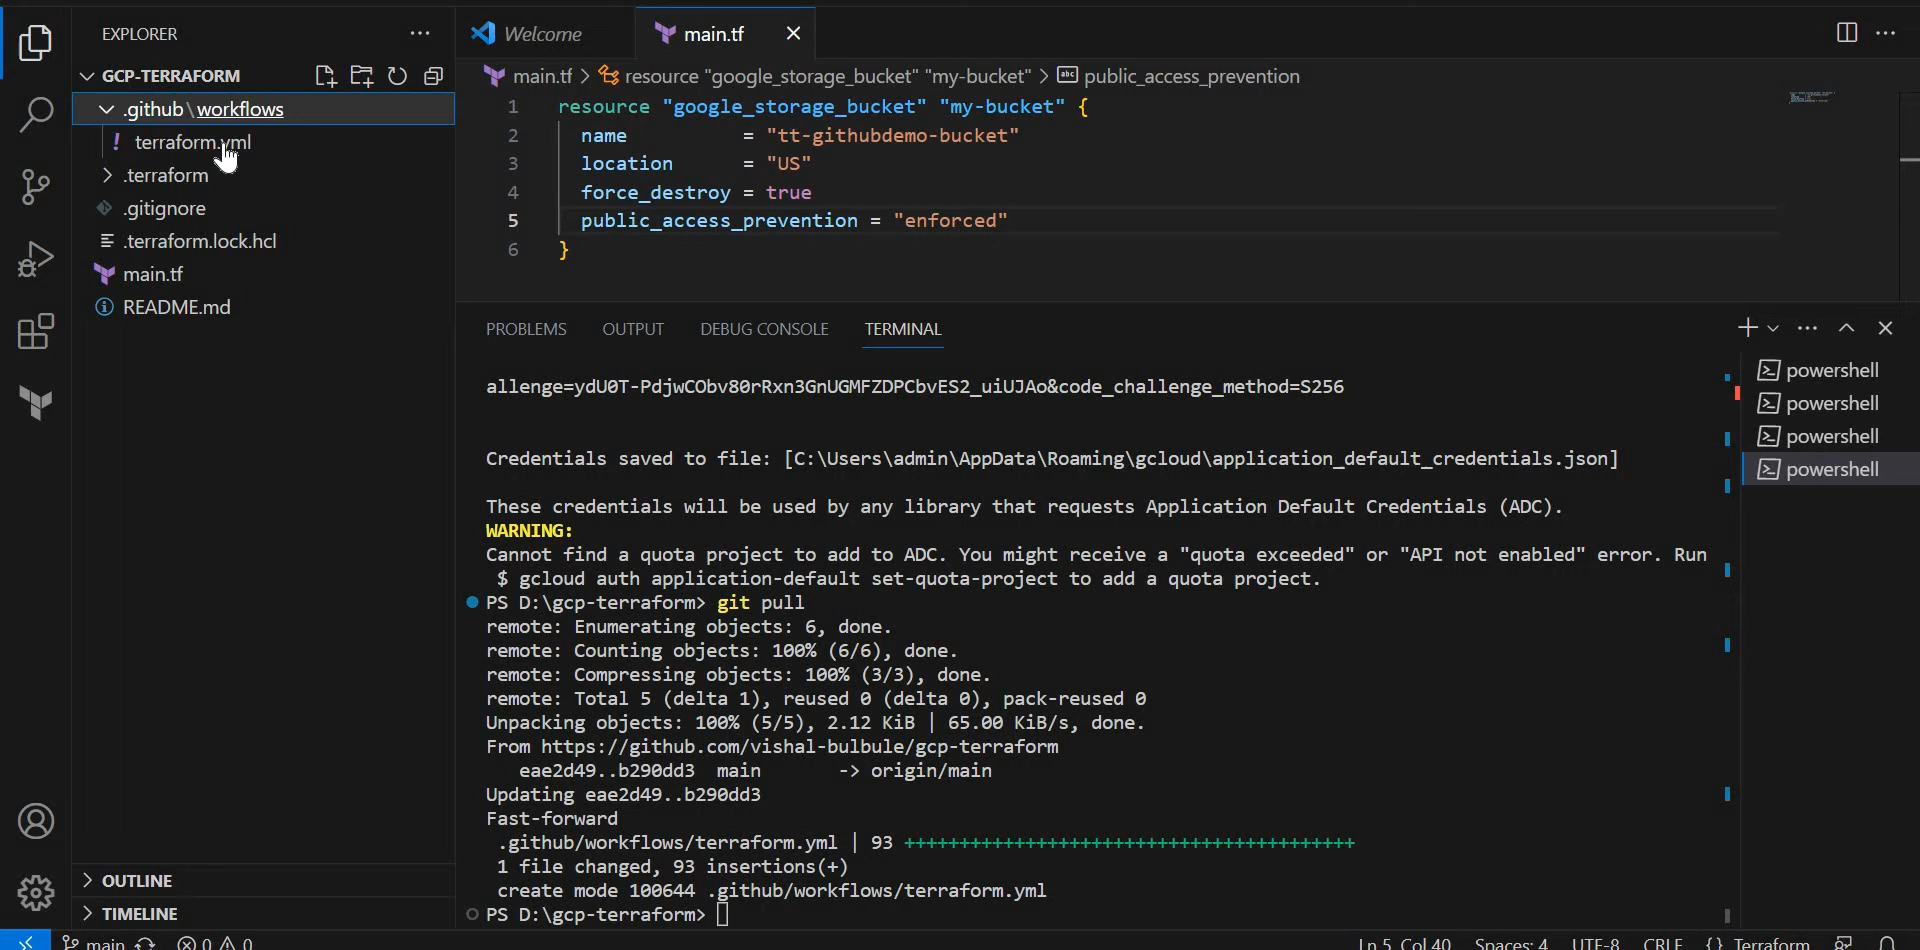 EXPLORER
GCP-TERRAFORM
.github\workflows
! terraform.yml
.terraform
.gitignore
.terraform.lock.hcl
main.tf
README.md
OUTLINE
TIMELINE
Welcome
main.tf
main.tf > resource "google_storage_bucket" "my-bucket" > abc public_access_prevention
1 resource "google_storage_bucket" "my-bucket" {
2 name = "tt-githubdemo-bucket"
3 location = "US"
4 force_destroy = true
5 public_access_prevention = "enforced"
6 }
PROBLEMS OUTPUT DEBUG CONSOLE TERMINAL
allenge=ydU0T-PdjwCObv80rRxn3GnUGMFZDPCbvES2_uiUJAo&code_challenge_method=S256
Credentials saved to file: [C:\Users\admin\AppData\Roaming\gcloud\application_default_credentials.json]
These credentials will be used by any library that requests Application Default Credentials (ADC).
WARNING:
Cannot find a quota project to add to ADC. You might receive a "quota exceeded" or "API not enabled" error. Run
$ gcloud auth application-default set-quota-project to add a quota project.
PS D:\gcp-terraform> git pull
remote: Enumerating objects: 6, done.
remote: Counting objects: 100% (6/6), done.
remote: Compressing objects: 100% (3/3), done.
remote: Total 5 (delta 1), reused 0 (delta 0), pack-reused 0
Unpacking objects: 100% (5/5), 2.12 KiB | 65.00 KiB/s, done.
From https://github.com/vishal-bulbule/gcp-terraform
eae2d49..b290dd3 main -> origin/main
Updating eae2d49..b290dd3
Fast-forward
.github/workflows/terraform.yml | 93 +++++++++++++++++++++++++++++++++++++++++
1 file changed, 93 insertions(+)
create mode 100644 .github/workflows/terraform.yml
PS D:\gcp-terraform>
powershell
powershell
powershell
powershell
main 0 0 Ln 5, Col 40 Spaces: 4 UTF-8 CRLF {} Terraform